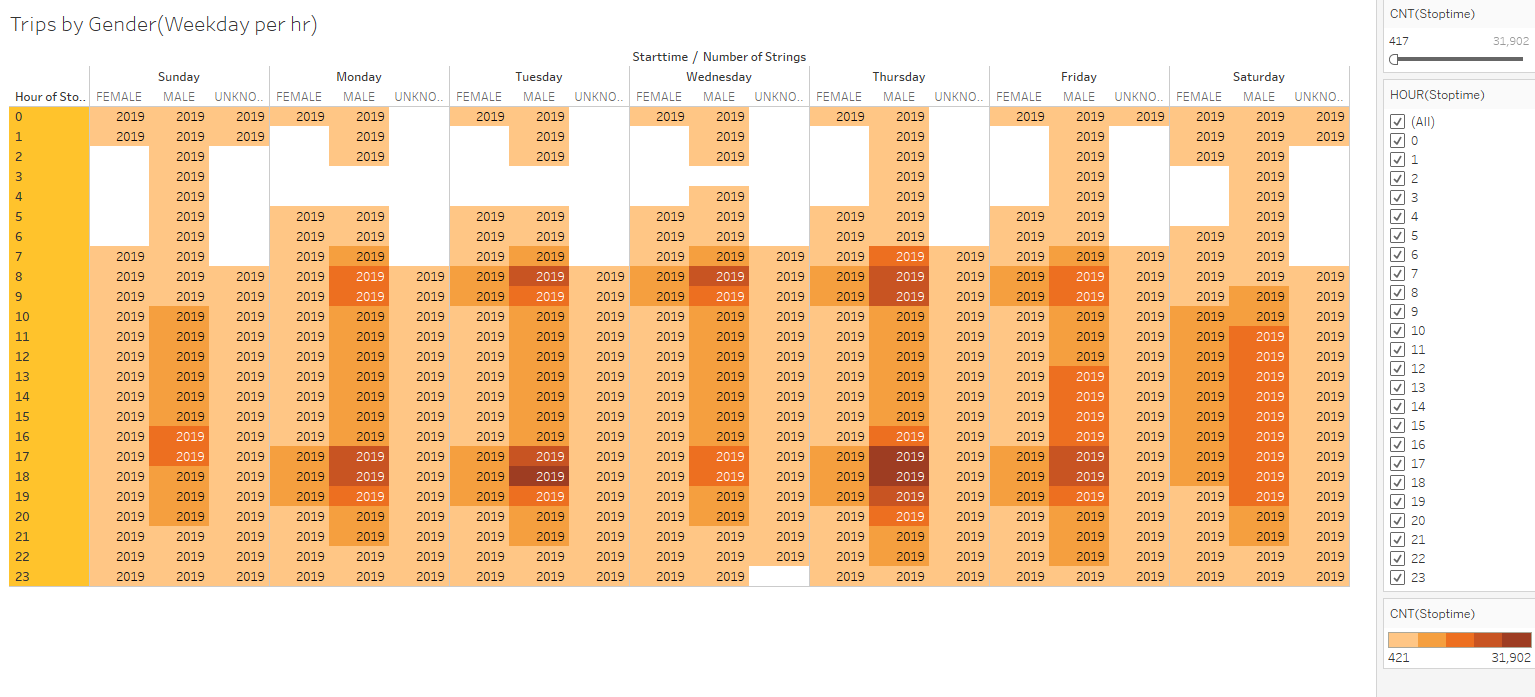 Trips by Gender(Weekday per hr)
Starttime / Number of Strings
Sunday Monday Tuesday Wednesday Thursday Friday Saturday
Hour of Sto.. FEMALE MALE UNKNO.. FEMALE MALE UNKNO.. FEMALE MALE UNKNO.. FEMALE MALE UNKNO.. FEMALE MALE UNKNO.. FEMALE MALE UNKNO.. FEMALE MALE UNKNO..
0 2019 2019 2019 2019 2019 2019 2019 2019 2019 2019 2019 2019 2019 2019 2019 2019 2019
1 2019 2019 2019 2019 2019 2019 2019 2019 2019 2019 2019
2 2019 2019 2019 2019 2019 2019 2019 2019
3 2019 2019 2019 2019
4 2019 2019 2019 2019 2019
5 2019 2019 2019 2019 2019 2019 2019 2019 2019 2019 2019 2019
6 2019 2019 2019 2019 2019 2019 2019 2019 2019 2019 2019 2019 2019
7 2019 2019 2019 2019 2019 2019 2019 2019 2019 2019 2019 2019 2019 2019 2019 2019 2019
8 2019 2019 2019 2019 2019 2019 2019 2019 2019 2019 2019 2019 2019 2019 2019 2019 2019 2019 2019 2019 2019
9 2019 2019 2019 2019 2019 2019 2019 2019 2019 2019 2019 2019 2019 2019 2019 2019 2019 2019 2019 2019 2019
10 2019 2019 2019 2019 2019 2019 2019 2019 2019 2019 2019 2019 2019 2019 2019 2019 2019 2019 2019 2019 2019
11 2019 2019 2019 2019 2019 2019 2019 2019 2019 2019 2019 2019 2019 2019 2019 2019 2019 2019 2019 2019 2019
12 2019 2019 2019 2019 2019 2019 2019 2019 2019 2019 2019 2019 2019 2019 2019 2019 2019 2019 2019 2019 2019
13 2019 2019 2019 2019 2019 2019 2019 2019 2019 2019 2019 2019 2019 2019 2019 2019 2019 2019 2019 2019 2019
14 2019 2019 2019 2019 2019 2019 2019 2019 2019 2019 2019 2019 2019 2019 2019 2019 2019 2019 2019 2019 2019
15 2019 2019 2019 2019 2019 2019 2019 2019 2019 2019 2019 2019 2019 2019 2019 2019 2019 2019 2019 2019 2019
16 2019 2019 2019 2019 2019 2019 2019 2019 2019 2019 2019 2019 2019 2019 2019 2019 2019 2019 2019 2019 2019
17 2019 2019 2019 2019 2019 2019 2019 2019 2019 2019 2019 2019 2019 2019 2019 2019 2019 2019 2019 2019 2019
18 2019 2019 2019 2019 2019 2019 2019 2019 2019 2019 2019 2019 2019 2019 2019 2019 2019 2019 2019 2019 2019
19 2019 2019 2019 2019 2019 2019 2019 2019 2019 2019 2019 2019 2019 2019 2019 2019 2019 2019 2019 2019 2019
20 2019 2019 2019 2019 2019 2019 2019 2019 2019 2019 2019 2019 2019 2019 2019 2019 2019 2019 2019 2019 2019
21 2019 2019 2019 2019 2019 2019 2019 2019 2019 2019 2019 2019 2019 2019 2019 2019 2019 2019 2019 2019 2019
22 2019 2019 2019 2019 2019 2019 2019 2019 2019 2019 2019 2019 2019 2019 2019 2019 2019 2019 2019 2019 2019
23 2019 2019 2019 2019 2019 2019 2019 2019 2019 2019 2019 2019 2019 2019 2019 2019 2019 2019 2019 2019
CNT(Stoptime)
417 31,902
HOUR(Stoptime)
(All)
0
1
2
3
4
5
6
7
8
9
10
11
12
13
14
15
16
17
18
19
20
21
22
23
CNT(Stoptime)
421 31,902